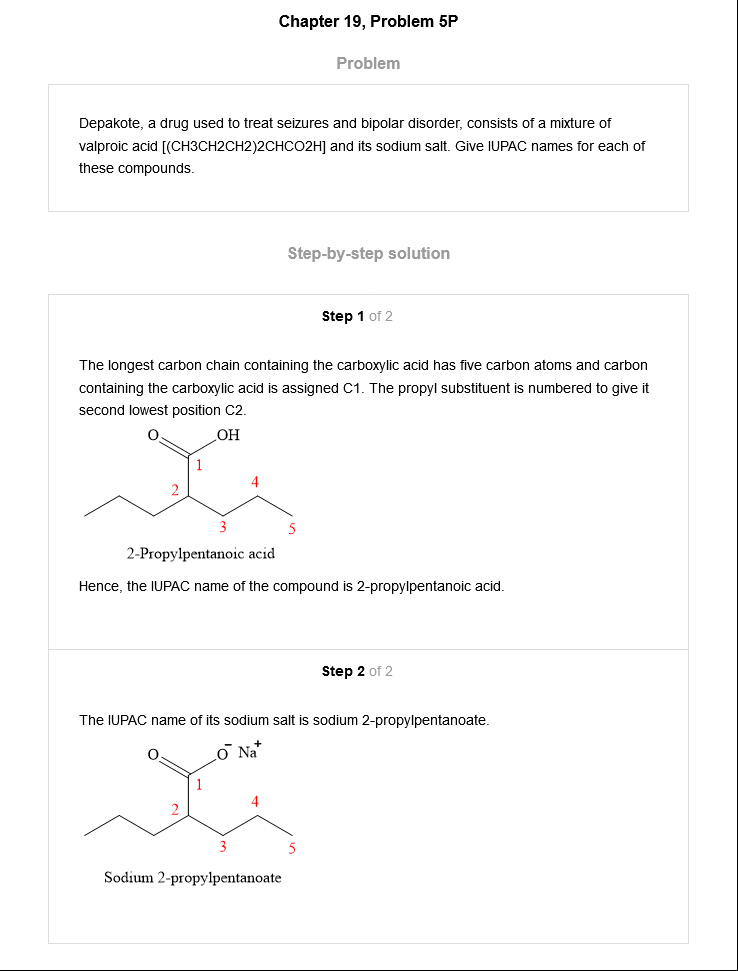 Chapter 19, Problem 5P
Problem
Depakote, a drug used to treat seizures and bipolar disorder, consists of a mixture of
valproic acid [(CH3CH2CH2)2CHCO2H] and its sodium salt. Give IUPAC names for each of
these compounds.
Step-by-step solution
Step 1 of 2
The longest carbon chain containing the carboxylic acid has five carbon atoms and carbon
containing the carboxylic acid is assigned C1. The propyl substituent is numbered to give it
second lowest position C2.
O OH
1
2 4
3 5
2-Propylpentanoic acid
Hence, the IUPAC name of the compound is 2-propylpentanoic acid.
Step 2 of 2
The IUPAC name of its sodium salt is sodium 2-propylpentanoate.
O O⁻ Na⁺
1
2 4
3 5
Sodium 2-propylpentanoate